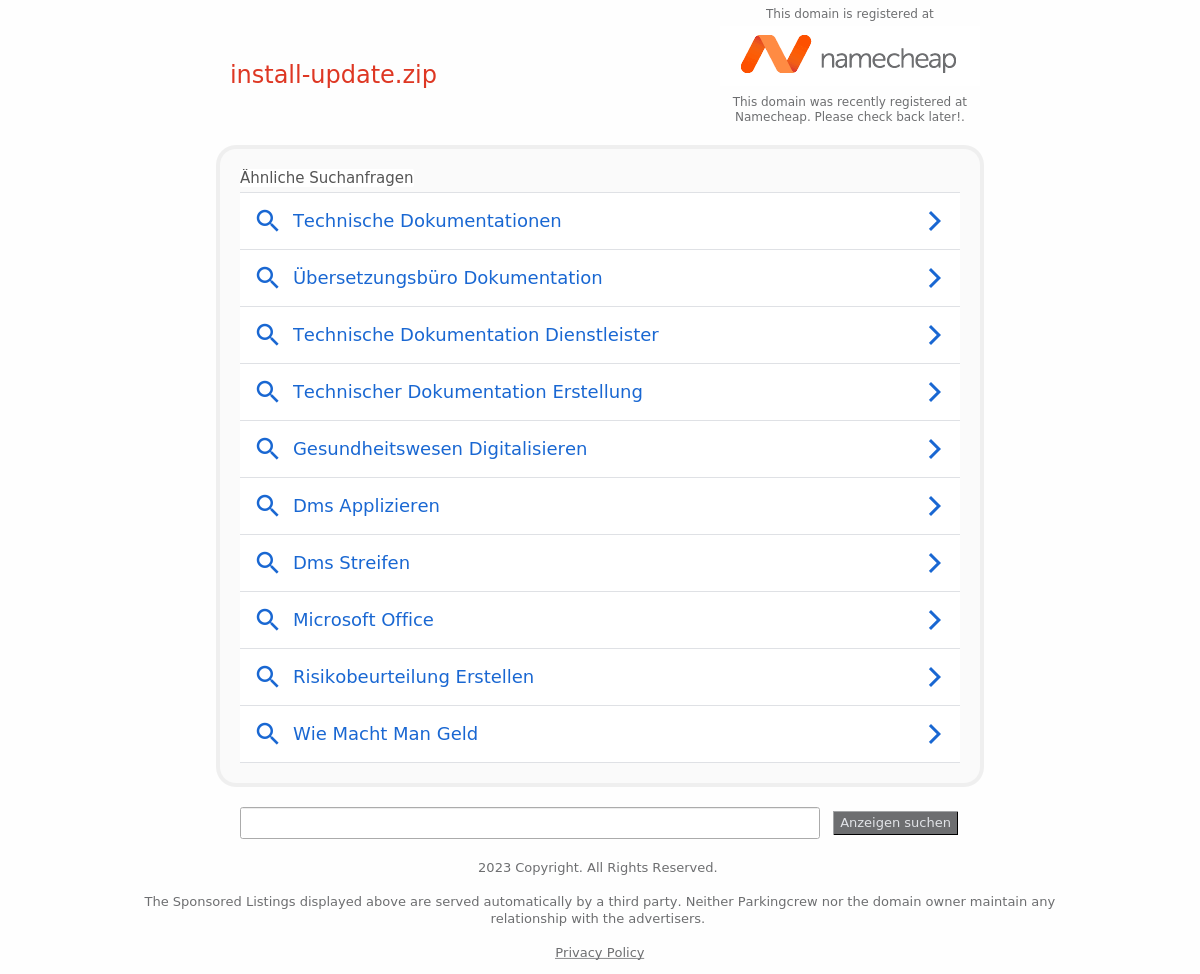 This domain is registered at
namecheap
install-update.zip
This domain was recently registered at
Namecheap. Please check back later!.
Ähnliche Suchanfragen
Technische Dokumentationen
Übersetzungsbüro Dokumentation
Technische Dokumentation Dienstleister
Technischer Dokumentation Erstellung
Gesundheitswesen Digitalisieren
Dms Applizieren
Dms Streifen
Microsoft Office
Risikobeurteilung Erstellen
Wie Macht Man Geld
Anzeigen suchen
2023 Copyright. All Rights Reserved.
The Sponsored Listings displayed above are served automatically by a third party. Neither Parkingcrew nor the domain owner maintain any
relationship with the advertisers.
Privacy Policy